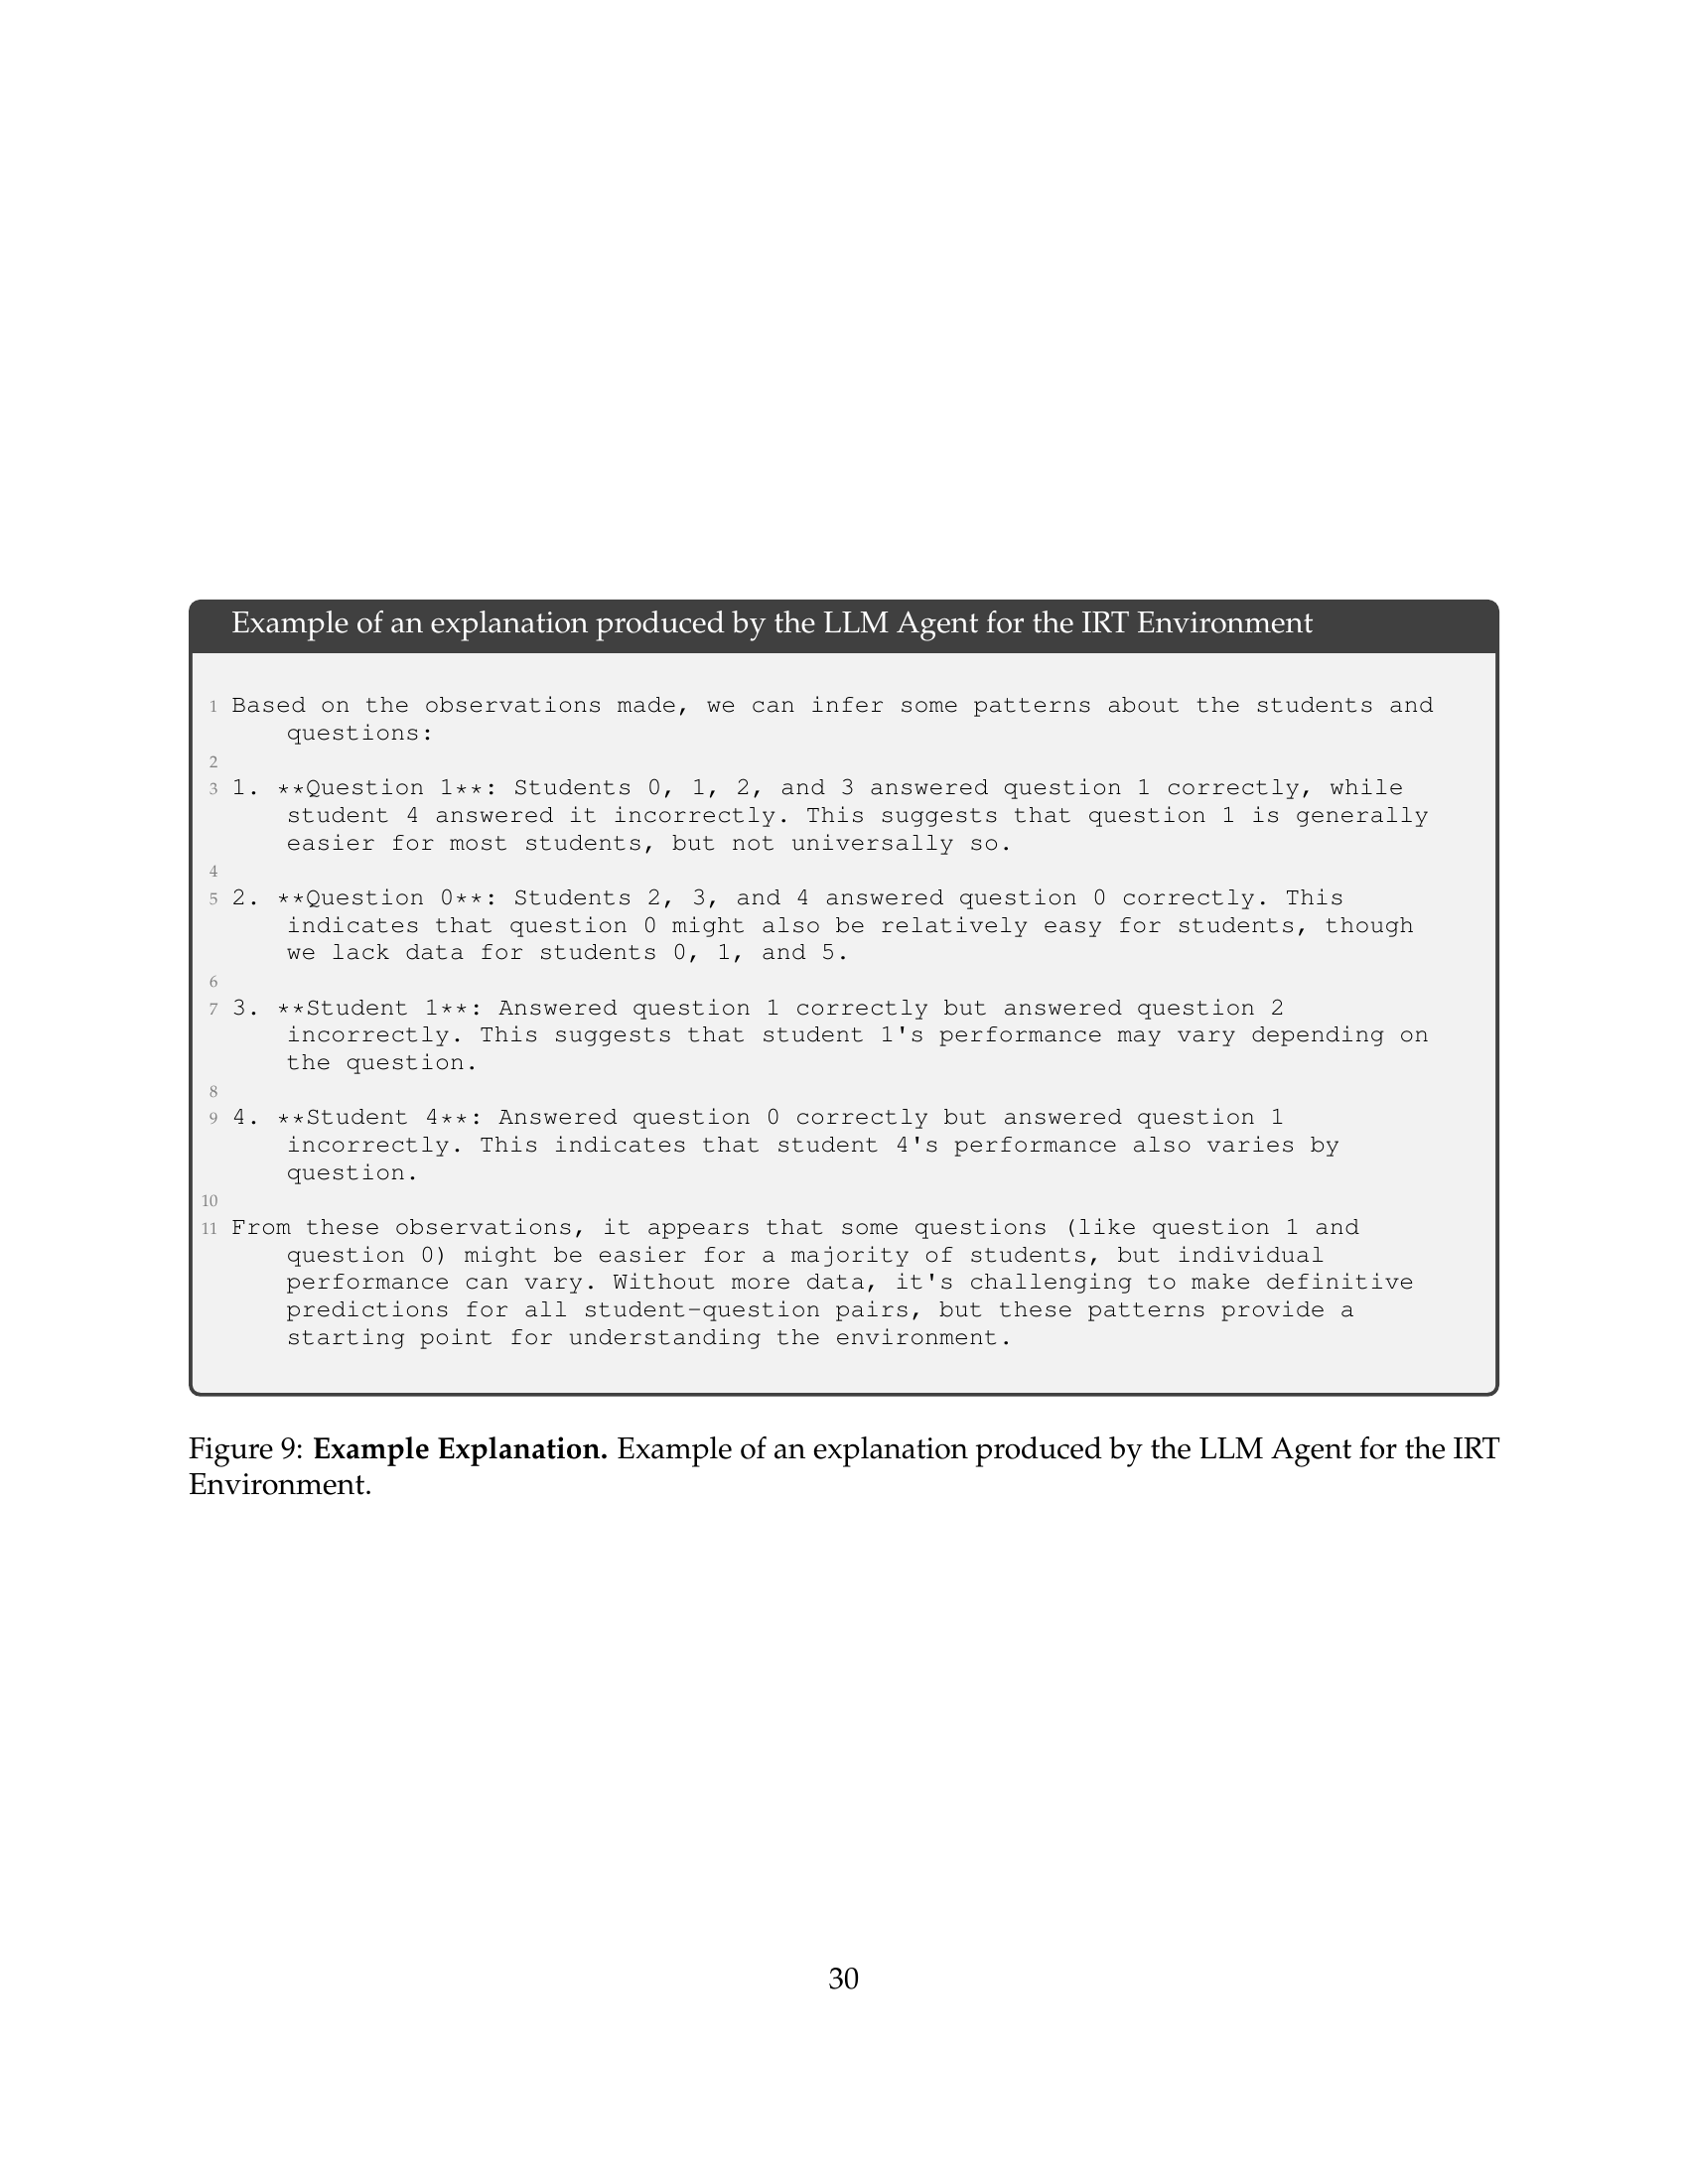 Example of an explanation produced by the LLM Agent for the IRT Environment
1 Based on the observations made, we can infer some patterns about the students and
questions:
2
3 1. **Question 1**: Students 0, 1, 2, and 3 answered question 1 correctly, while
student 4 answered it incorrectly. This suggests that question 1 is generally
easier for most students, but not universally so.
4
5 2. **Question 0**: Students 2, 3, and 4 answered question 0 correctly. This
indicates that question 0 might also be relatively easy for students, though
we lack data for students 0, 1, and 5.
6
7 3. **Student 1**: Answered question 1 correctly but answered question 2
incorrectly. This suggests that student 1's performance may vary depending on
the question.
8
9 4. **Student 4**: Answered question 0 correctly but answered question 1
incorrectly. This indicates that student 4's performance also varies by
question.
10
11 From these observations, it appears that some questions (like question 1 and
question 0) might be easier for a majority of students, but individual
performance can vary. Without more data, it's challenging to make definitive
predictions for all student-question pairs, but these patterns provide a
starting point for understanding the environment.
Figure 9: Example Explanation. Example of an explanation produced by the LLM Agent for the IRT
Environment.
30